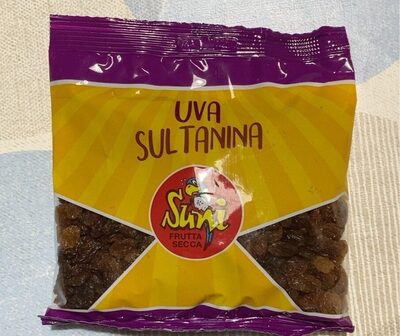 UVA
SULTANINA
Suni
FRUTTA
SECCA